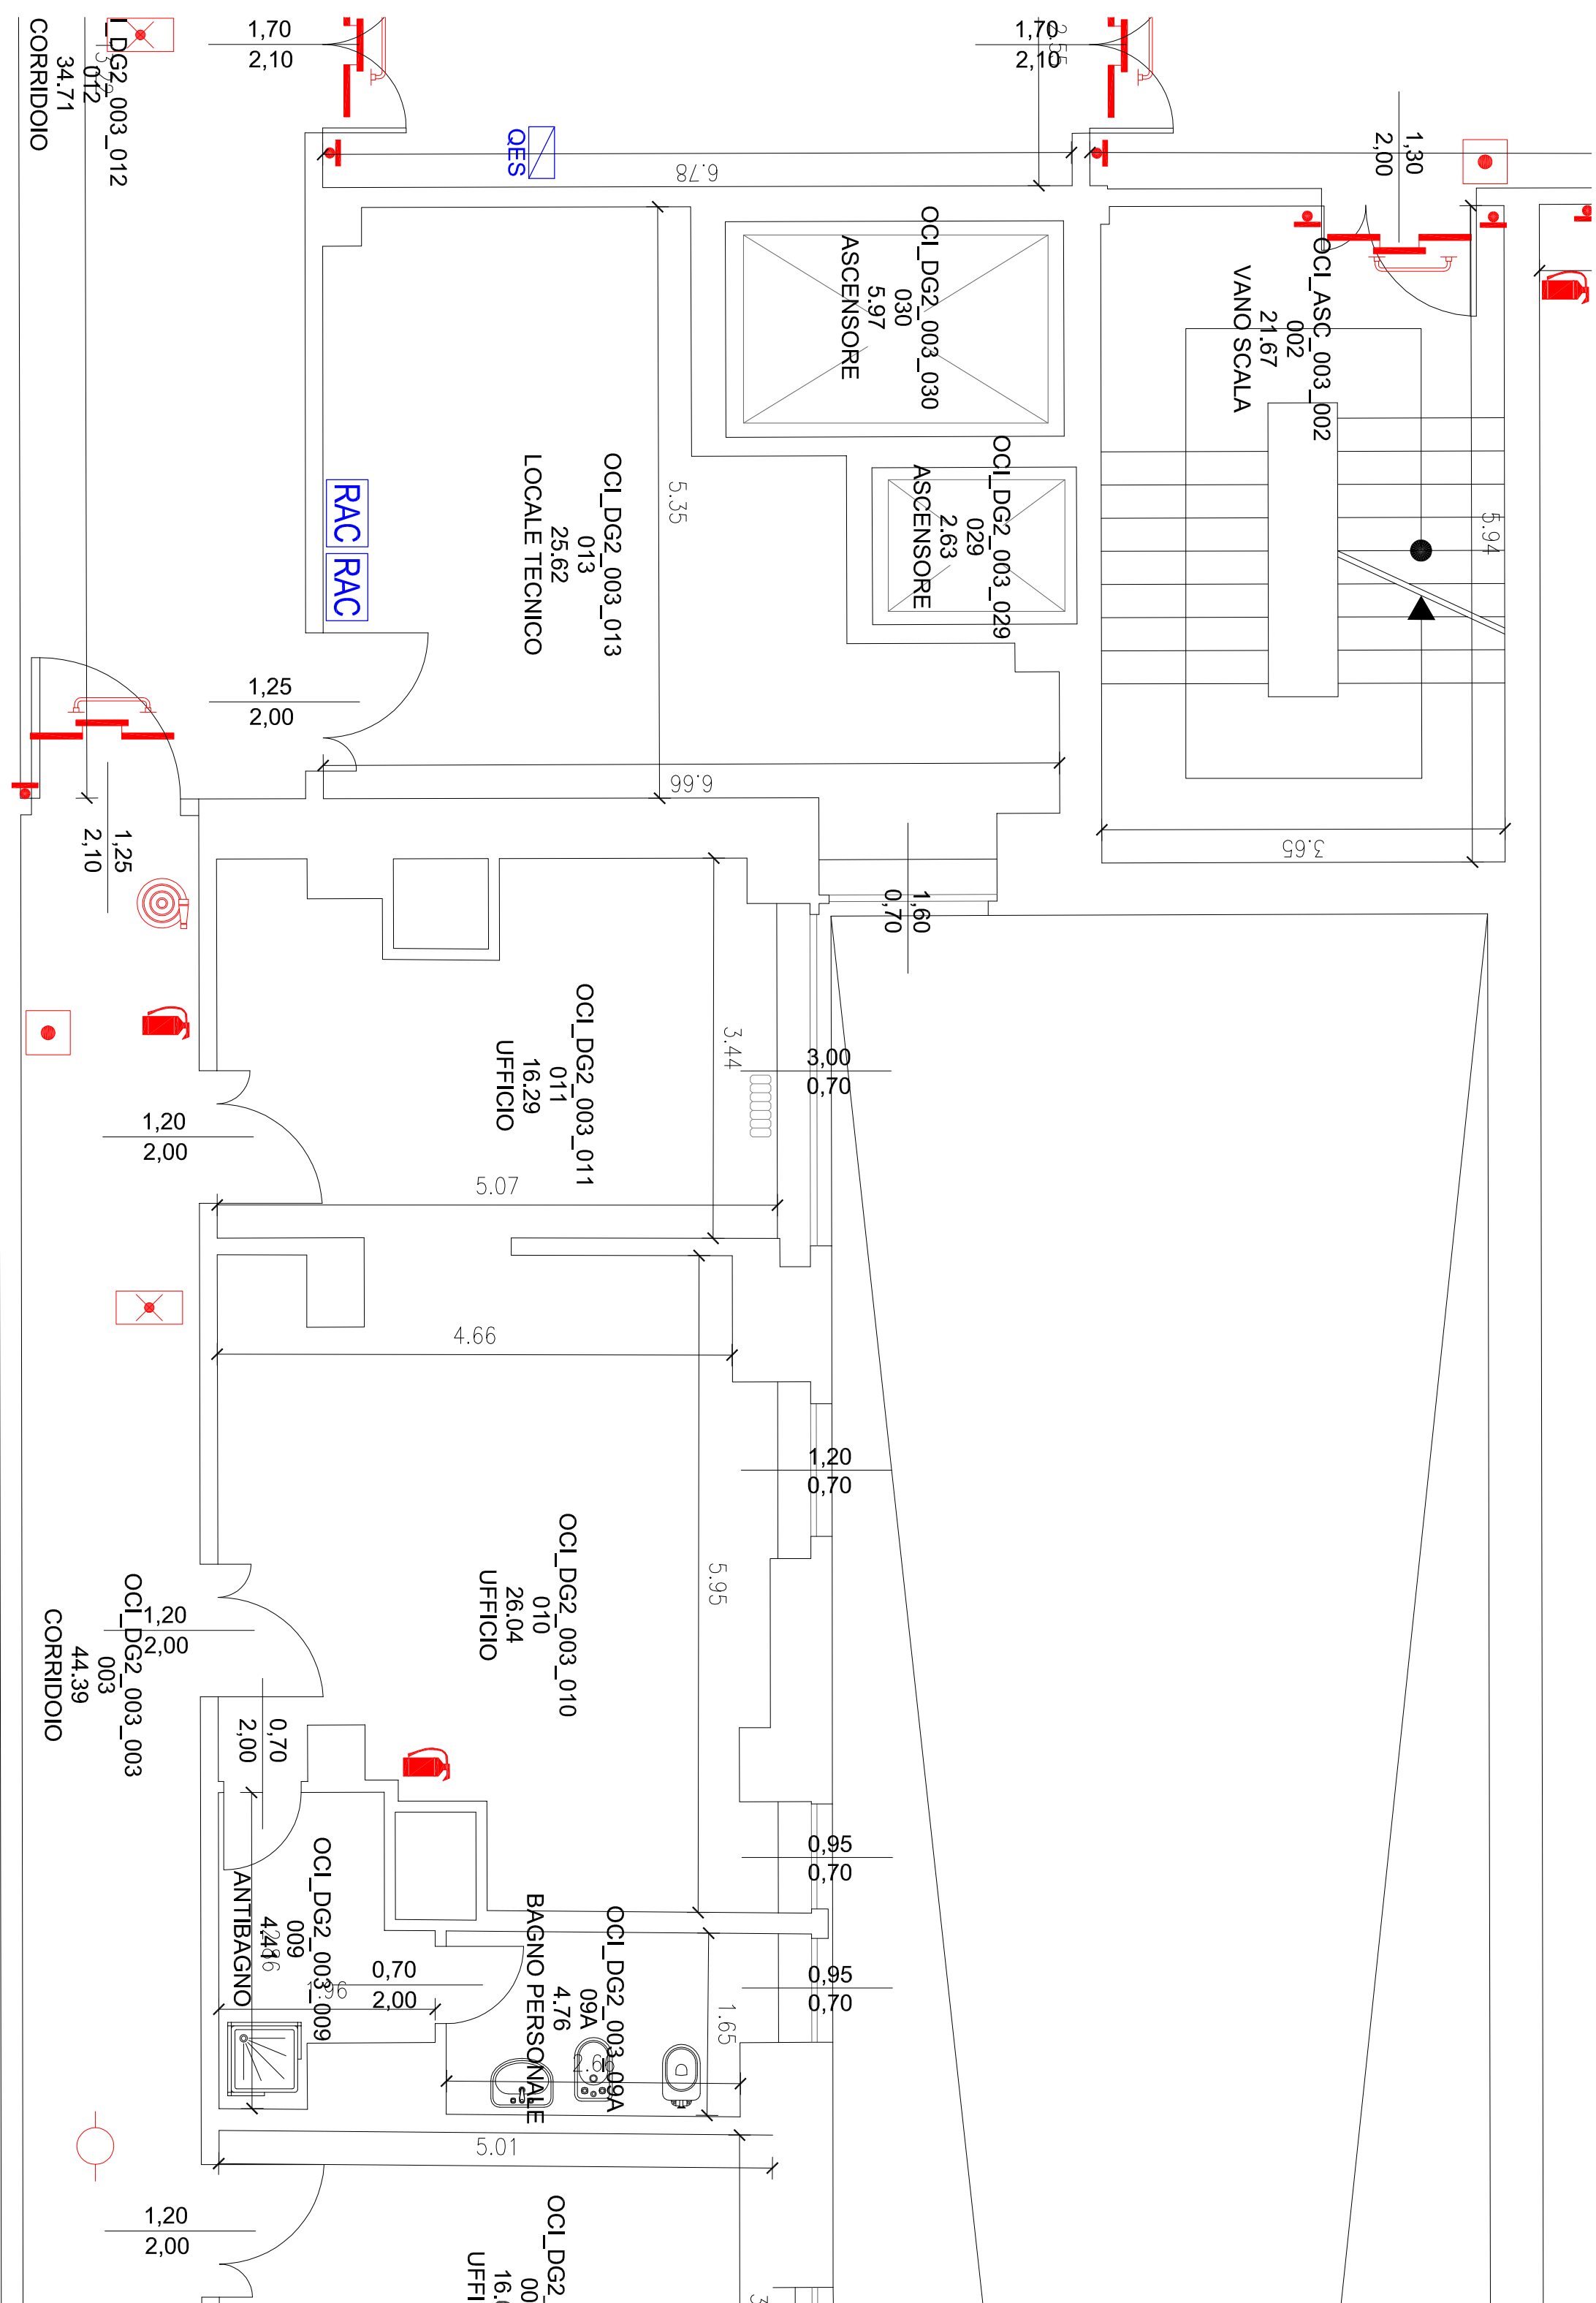 I_DG2_003_012
012
34.71
CORRIDOIO
1,70
2,10
1,70
2,10
2.55
1,30
2,00
QES
6.78
OCI_DG2_003_030
030
5.97
ASCENSORE
OCI_ASC_003_002
002
21.67
VANO SCALA
OCI_DG2_003_029
029
2.63
ASCENSORE
5.94
5.35
OCI_DG2_003_013
013
25.62
LOCALE TECNICO
RAC RAC
1,25
2,00
6.66
3.65
1,25
2,10
1,60
0,70
OCI_DG2_003_011
011
16.29
UFFICIO
3.44
3,00
0,70
1,20
2,00
5.07
4.66
1,20
0,70
OCI_DG2_003_010
010
26.04
UFFICIO
5.95
1,20
2,00
OCI_DG2_003_003
003
44.39
CORRIDOIO
0,70
2,00
0,95
0,70
OCI_DG2_003_009
009
ANTIBAGNO
0,70
2,00
OCI_DG2_003_09A
09A
4.76
BAGNO PERSONALE
0,95
0,70
1.65
5.01
1,20
2,00
OCI_DG2_
00
16.
UFFI